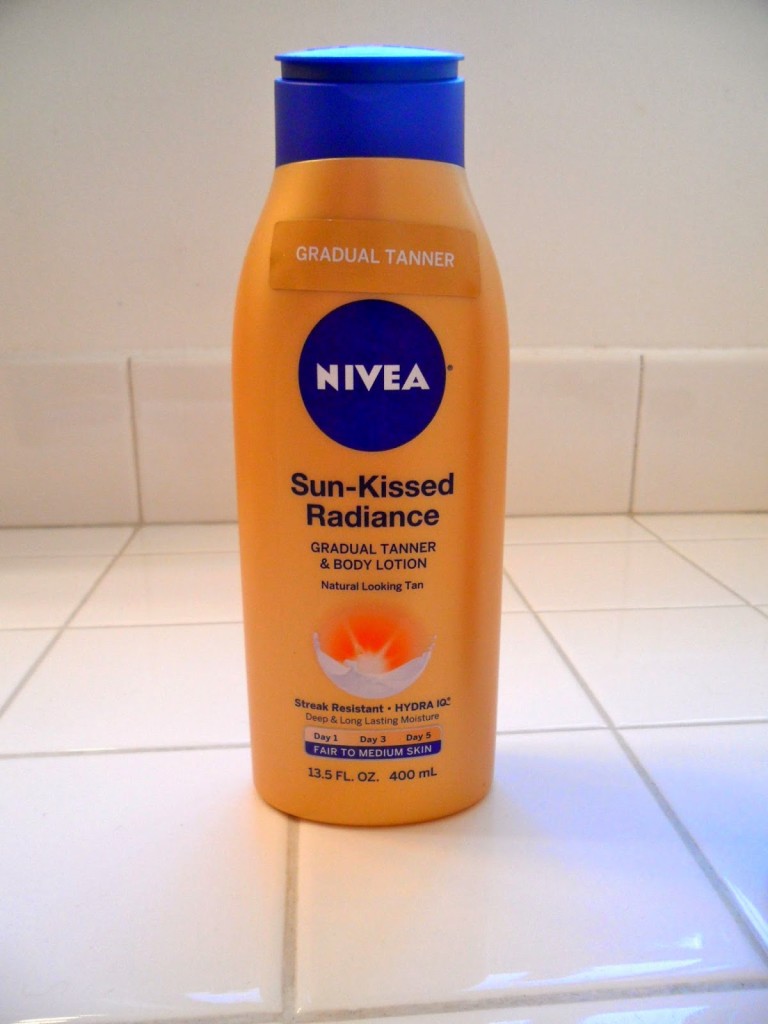 GRADUAL TANNER
NIVEA®
Sun-Kissed
Radiance
GRADUAL TANNER
& BODY LOTION
Natural Looking Tan
Streak Resistant • HYDRA IQ
Deep & Long Lasting Moisture
Day 1 Day 3 Day 5
FAIR TO MEDIUM SKIN
13.5 FL. OZ. 400 mL